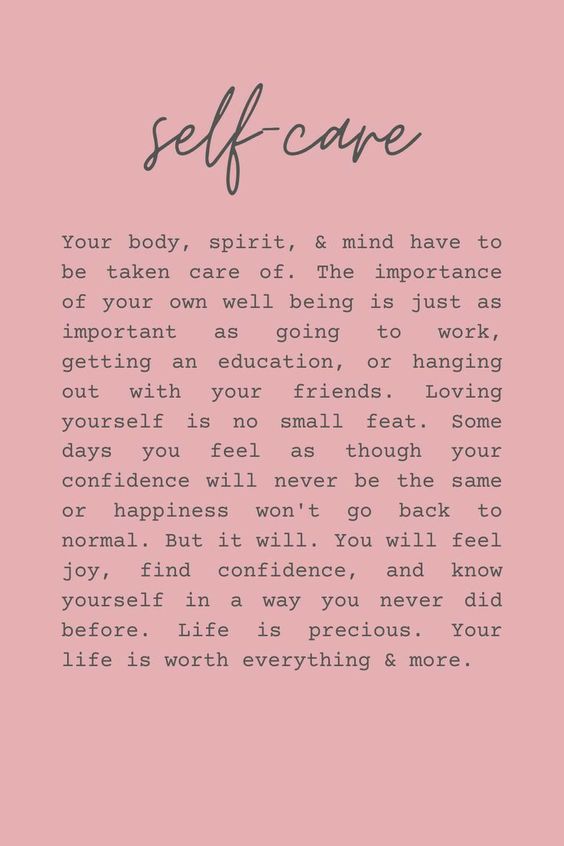 self-care
Your body, spirit, & mind have to
be taken care of. The importance
of your own well being is just as
important as going to work,
getting an education, or hanging
out with your friends. Loving
yourself is no small feat. Some
days you feel as though your
confidence will never be the same
or happiness won't go back to
normal. But it will. You will feel
joy, find confidence, and know
yourself in a way you never did
before. Life is precious. Your
life is worth everything & more.